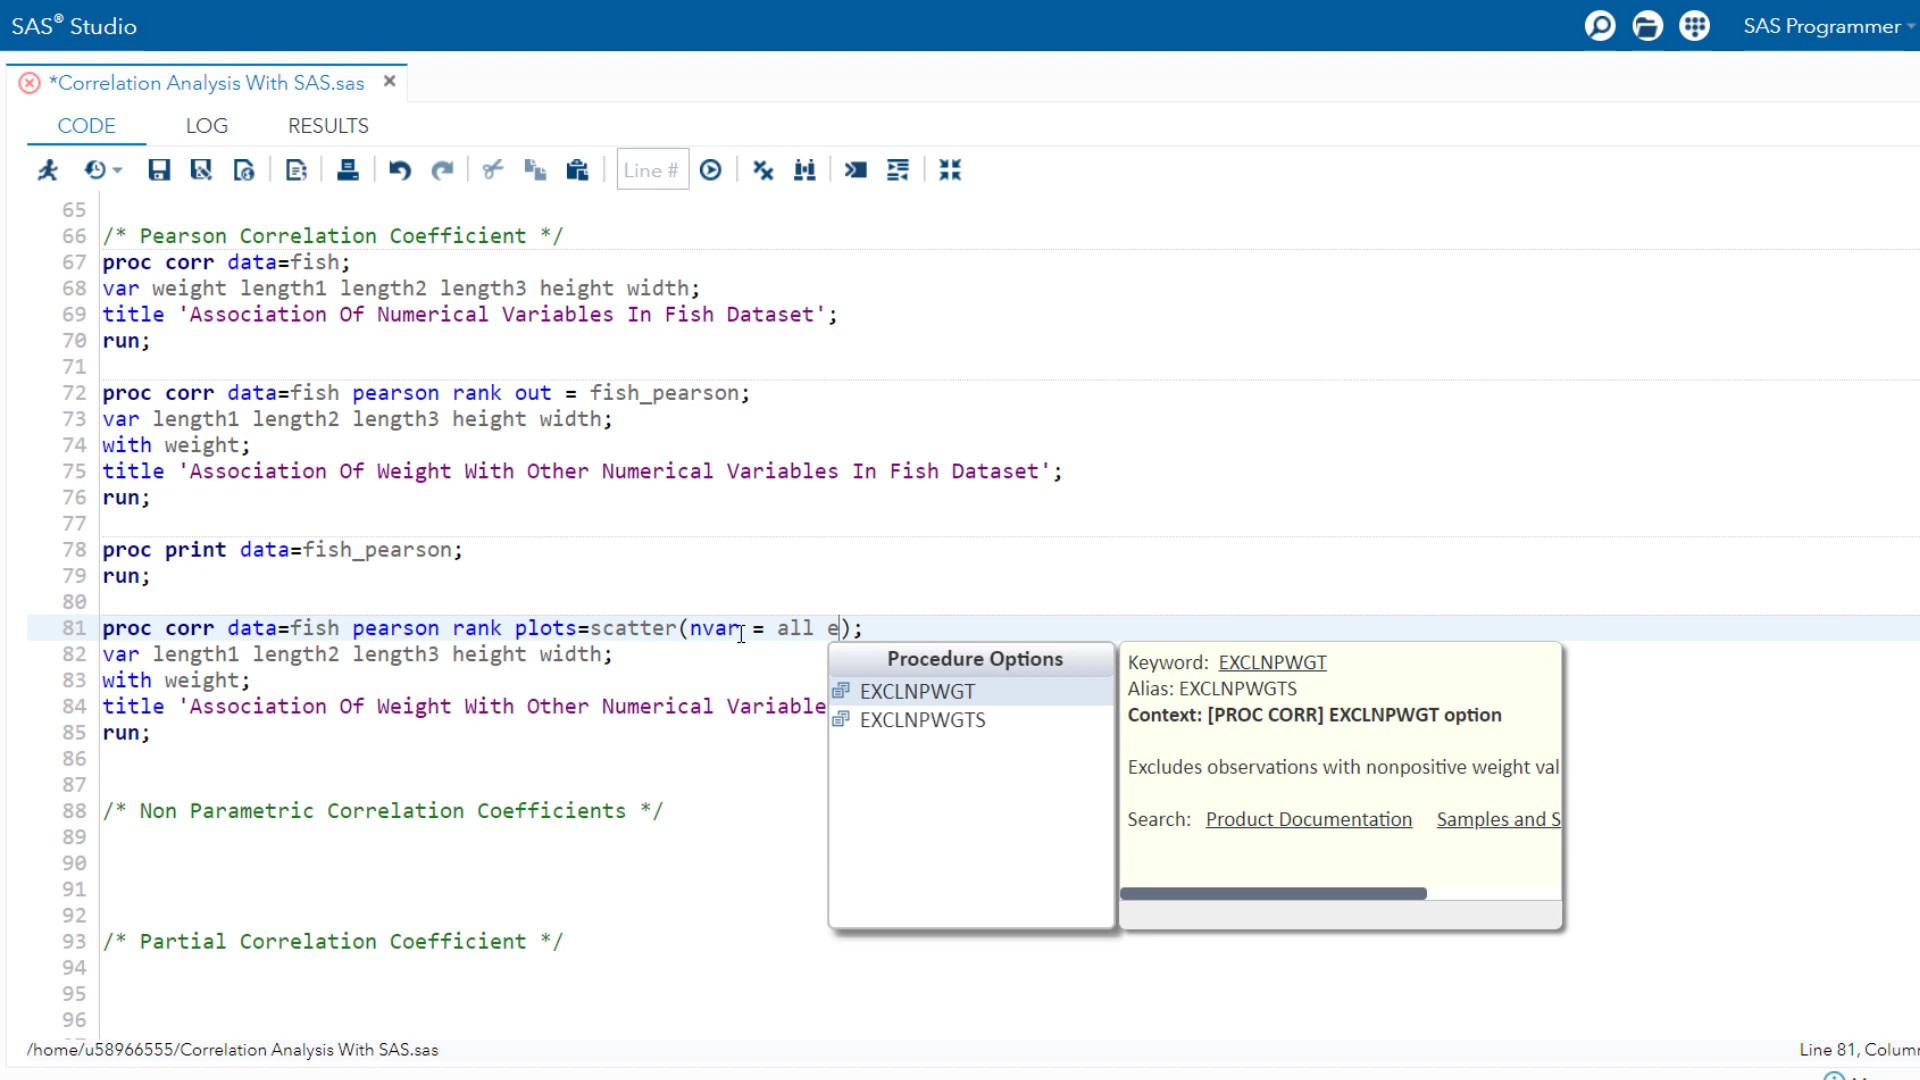 SAS® Studio
SAS Programmer
*Correlation Analysis With SAS.sas
CODE LOG RESULTS
Line #
65
66 /* Pearson Correlation Coefficient */
67 proc corr data=fish;
68 var weight length1 length2 length3 height width;
69 title 'Association Of Numerical Variables In Fish Dataset';
70 run;
71
72 proc corr data=fish pearson rank out = fish_pearson;
73 var length1 length2 length3 height width;
74 with weight;
75 title 'Association Of Weight With Other Numerical Variables In Fish Dataset';
76 run;
77
78 proc print data=fish_pearson;
79 run;
80
81 proc corr data=fish pearson rank plots=scatter(nvar = all e);
82 var length1 length2 length3 height width;
83 with weight;
84 title 'Association Of Weight With Other Numerical Variable
85 run;
86
87
88 /* Non Parametric Correlation Coefficients */
89
90
91
92
93 /* Partial Correlation Coefficient */
94
95
96
Procedure Options
EXCLNPWGT
EXCLNPWGTS
Keyword: EXCLNPWGT
Alias: EXCLNPWGTS
Context: [PROC CORR] EXCLNPWGT option
Excludes observations with nonpositive weight val
Search: Product Documentation Samples and S
/home/u58966555/Correlation Analysis With SAS.sas
Line 81, Colum